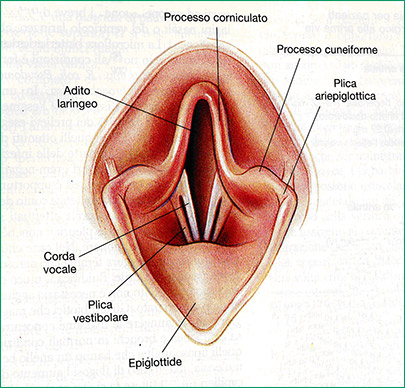 Processo corniculato
Processo cuneiforme
Adito
laringeo
Plica
ariepiglottica
Corda
vocale
Plica
vestibolare
Epiglottide